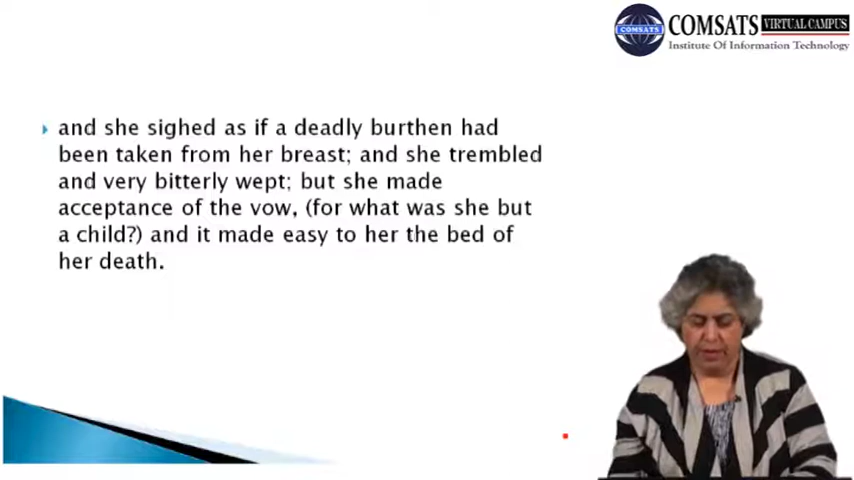 COMSATS
COMSATS VIRTUAL CAMPUS
Institute Of Information Technology
and she sighed as if a deadly burthen had
been taken from her breast; and she trembled
and very bitterly wept; but she made
acceptance of the vow, (for what was she but
a child?) and it made easy to her the bed of
her death.